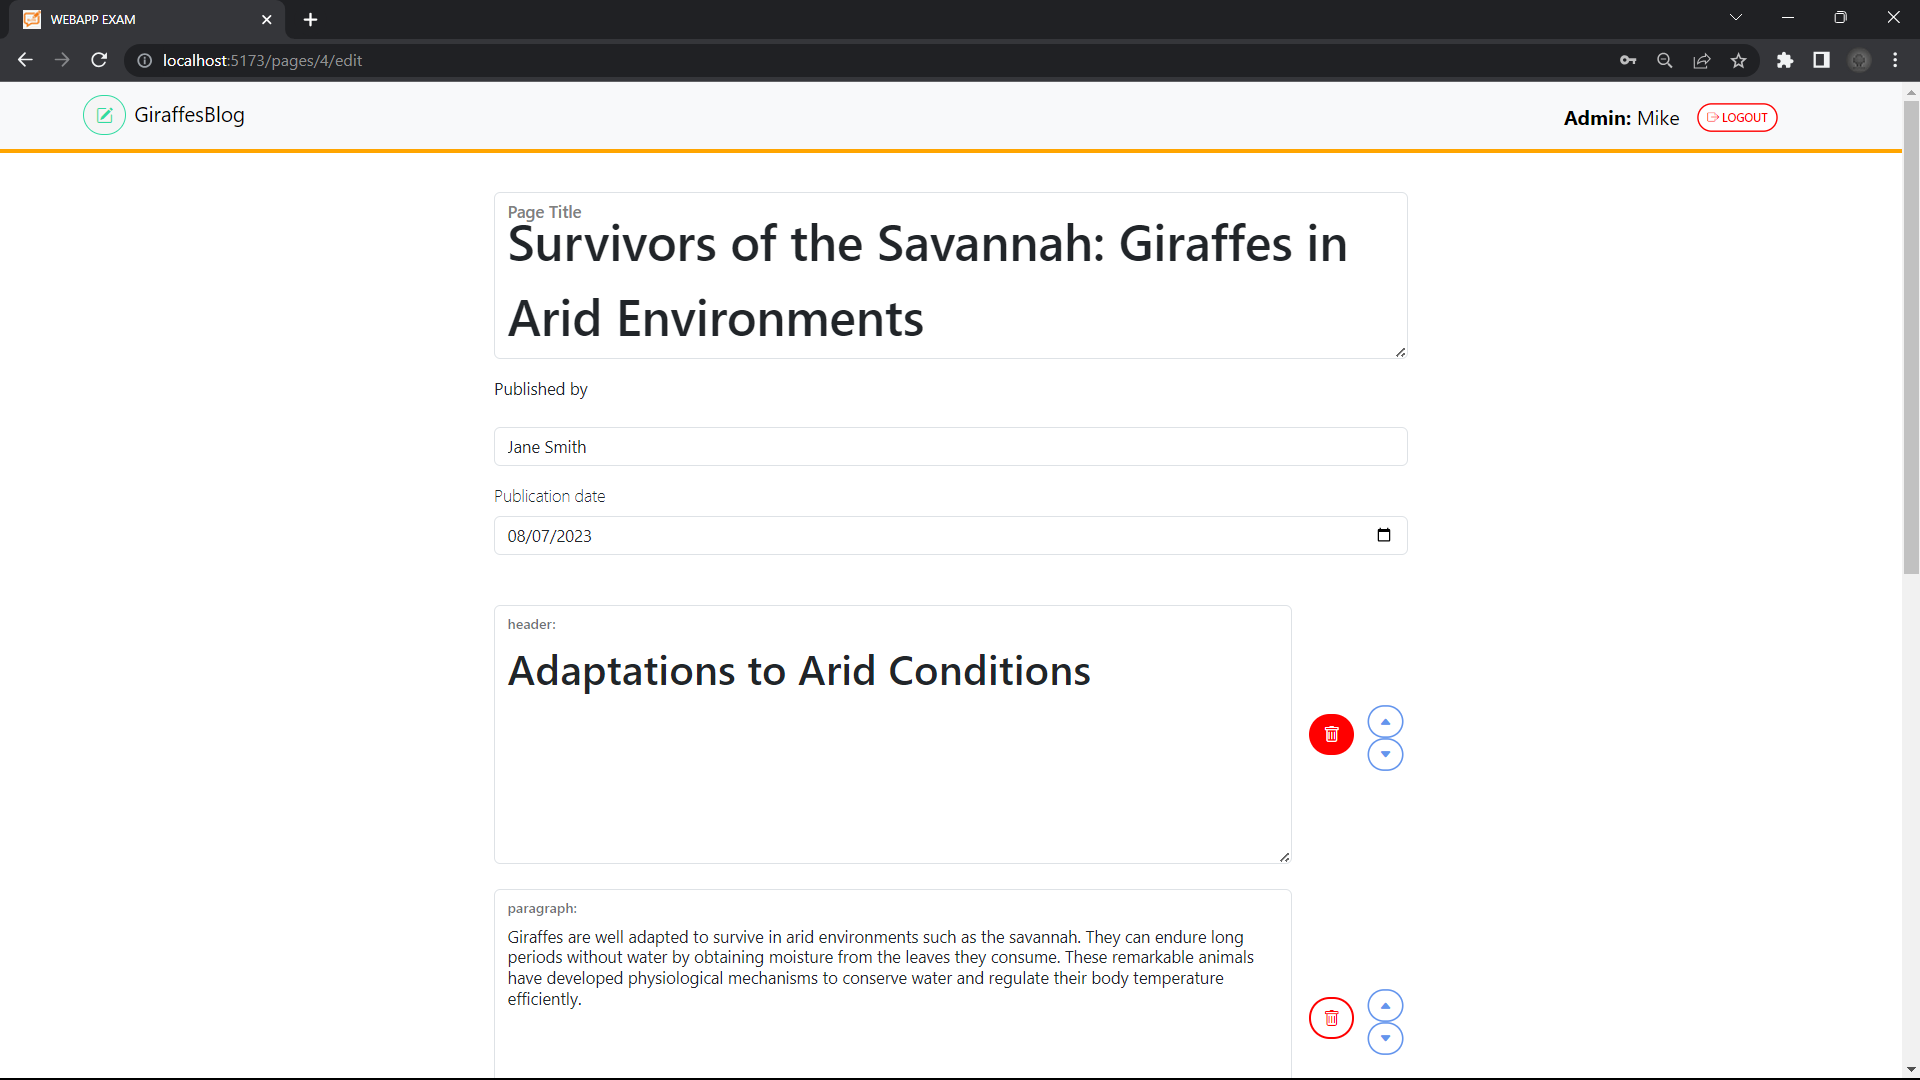 WEBAPP EXAM
localhost:5173/pages/4/edit
GiraffesBlog
Admin: Mike
LOGOUT
Page Title
Survivors of the Savannah: Giraffes in
Arid Environments
Published by
Jane Smith
Publication date
08/07/2023
header:
Adaptations to Arid Conditions
paragraph:
Giraffes are well adapted to survive in arid environments such as the savannah. They can endure long
periods without water by obtaining moisture from the leaves they consume. These remarkable animals
have developed physiological mechanisms to conserve water and regulate their body temperature
efficiently.